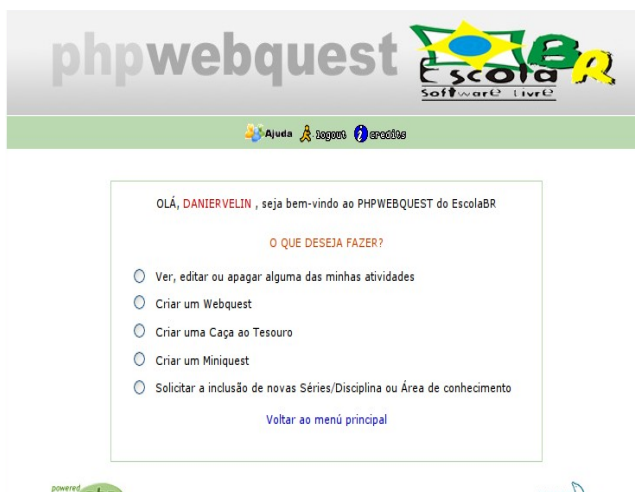 phpwebquest
EscolaBR
Software Livre
Ajuda logout credits
OLÁ, DANIERVELIN , seja bem-vindo ao PHPWEBQUEST do EscolaBR
O QUE DESEJA FAZER?
Ver, editar ou apagar alguma das minhas atividades
Criar um Webquest
Criar uma Caça ao Tesouro
Criar um Miniquest
Solicitar a inclusão de novas Séries/Disciplina ou Área de conhecimento
Voltar ao menú principal
powered